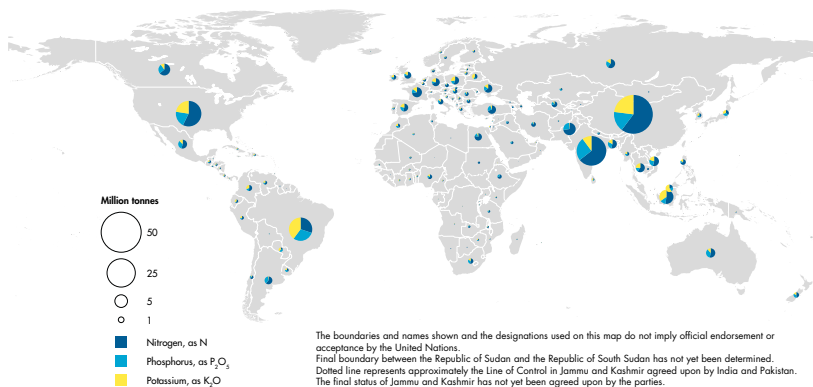 Million tonnes
50
25
5
1
Nitrogen, as N
Phosphorus, as P₂O₅
Potassium, as K₂O
The boundaries and names shown and the designations used on this map do not imply official endorsement or
acceptance by the United Nations.
Final boundary between the Republic of Sudan and the Republic of South Sudan has not yet been determined.
Dotted line represents approximately the Line of Control in Jammu and Kashmir agreed upon by India and Pakistan.
The final status of Jammu and Kashmir has not yet been agreed upon by the parties.